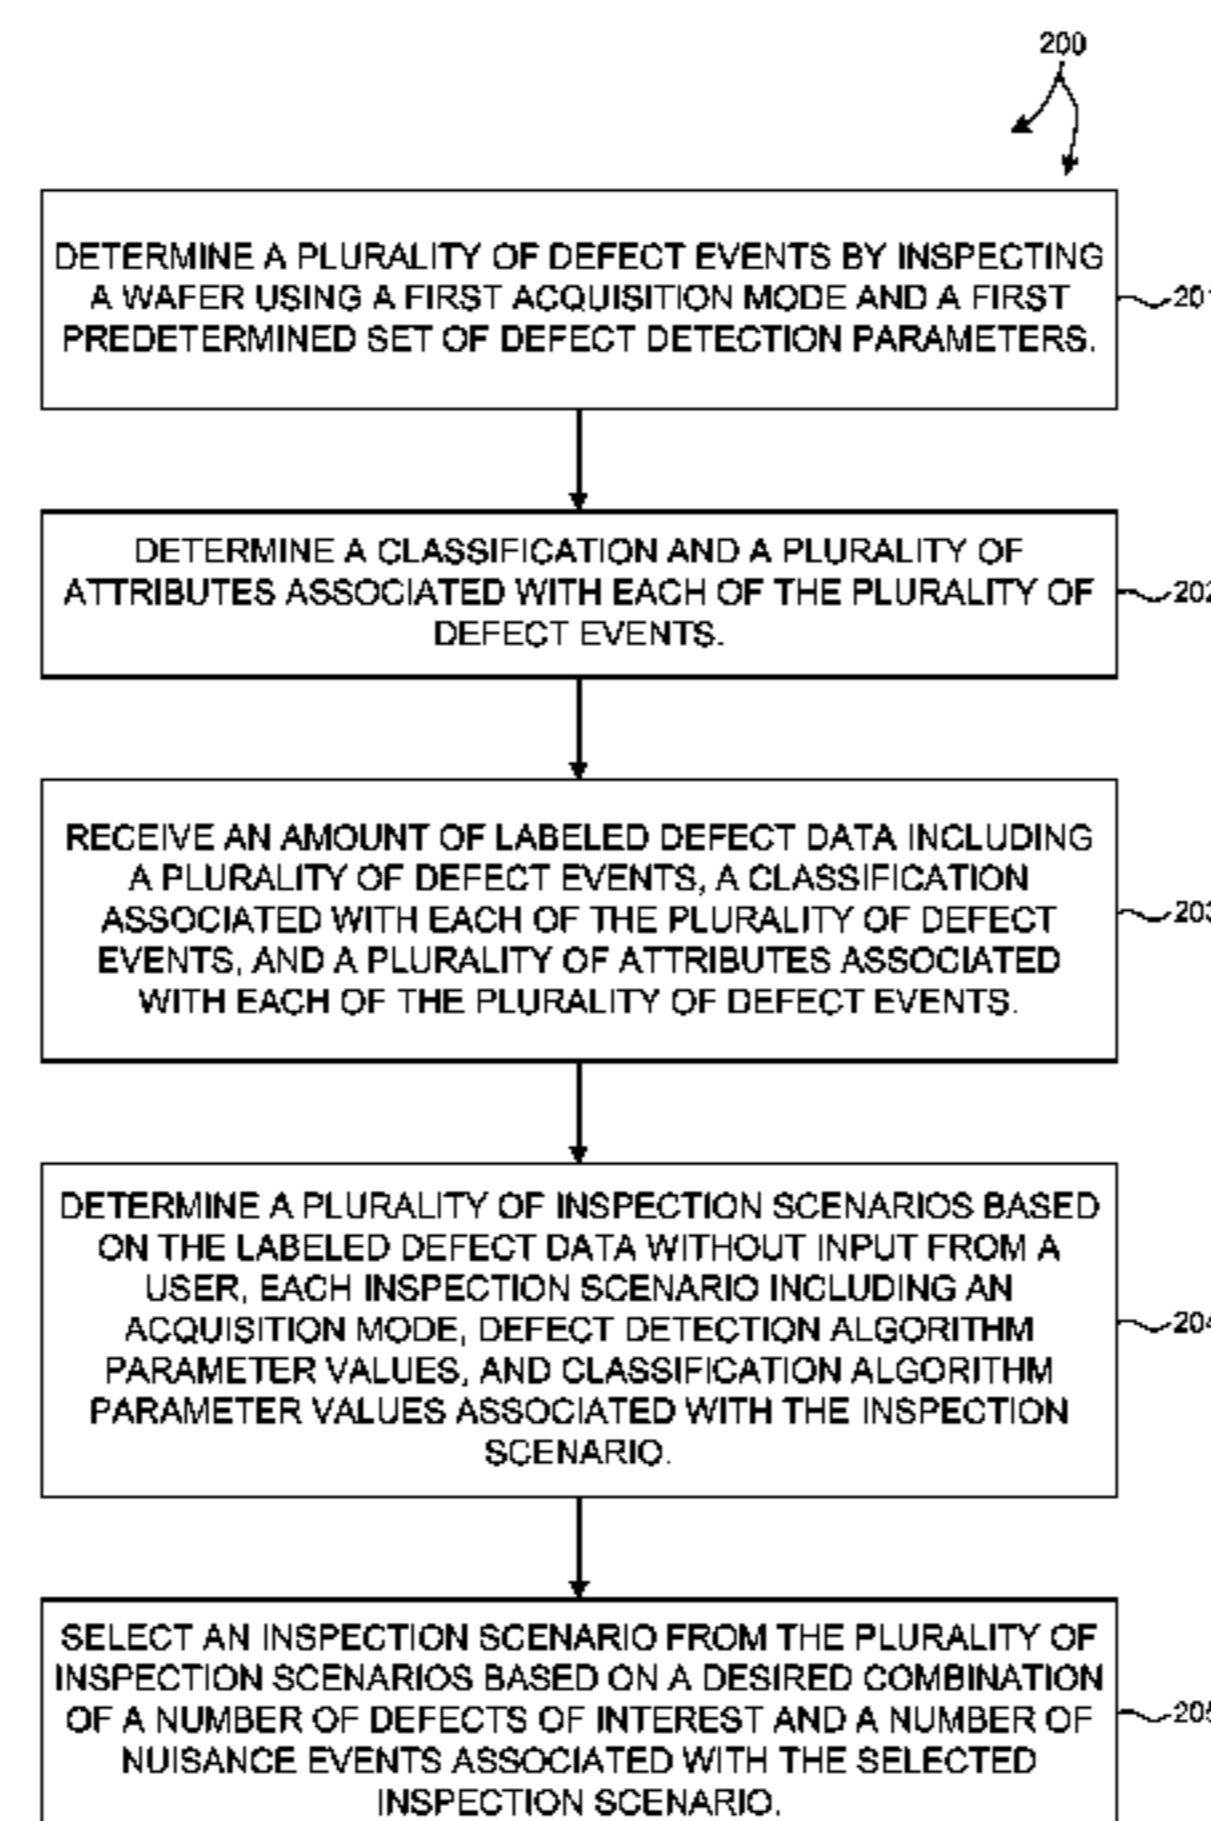 200
DETERMINE A PLURALITY OF DEFECT EVENTS BY INSPECTING
A WAFER USING A FIRST ACQUISITION MODE AND A FIRST
PREDETERMINED SET OF DEFECT DETECTION PARAMETERS.
201
DETERMINE A CLASSIFICATION AND A PLURALITY OF
ATTRIBUTES ASSOCIATED WITH EACH OF THE PLURALITY OF
DEFECT EVENTS.
202
RECEIVE AN AMOUNT OF LABELED DEFECT DATA INCLUDING
A PLURALITY OF DEFECT EVENTS, A CLASSIFICATION
ASSOCIATED WITH EACH OF THE PLURALITY OF DEFECT
EVENTS, AND A PLURALITY OF ATTRIBUTES ASSOCIATED
WITH EACH OF THE PLURALITY OF DEFECT EVENTS.
203
DETERMINE A PLURALITY OF INSPECTION SCENARIOS BASED
ON THE LABELED DEFECT DATA WITHOUT INPUT FROM A
USER, EACH INSPECTION SCENARIO INCLUDING AN
ACQUISITION MODE, DEFECT DETECTION ALGORITHM
PARAMETER VALUES, AND CLASSIFICATION ALGORITHM
PARAMETER VALUES ASSOCIATED WITH THE INSPECTION
SCENARIO.
204
SELECT AN INSPECTION SCENARIO FROM THE PLURALITY OF
INSPECTION SCENARIOS BASED ON A DESIRED COMBINATION
OF A NUMBER OF DEFECTS OF INTEREST AND A NUMBER OF
NUISANCE EVENTS ASSOCIATED WITH THE SELECTED
INSPECTION SCENARIO.
205